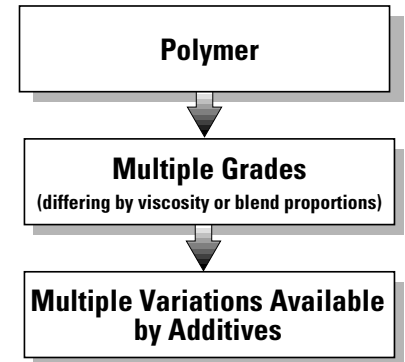 Polymer
Multiple Grades
(differing by viscosity or blend proportions)
Multiple Variations Available
by Additives